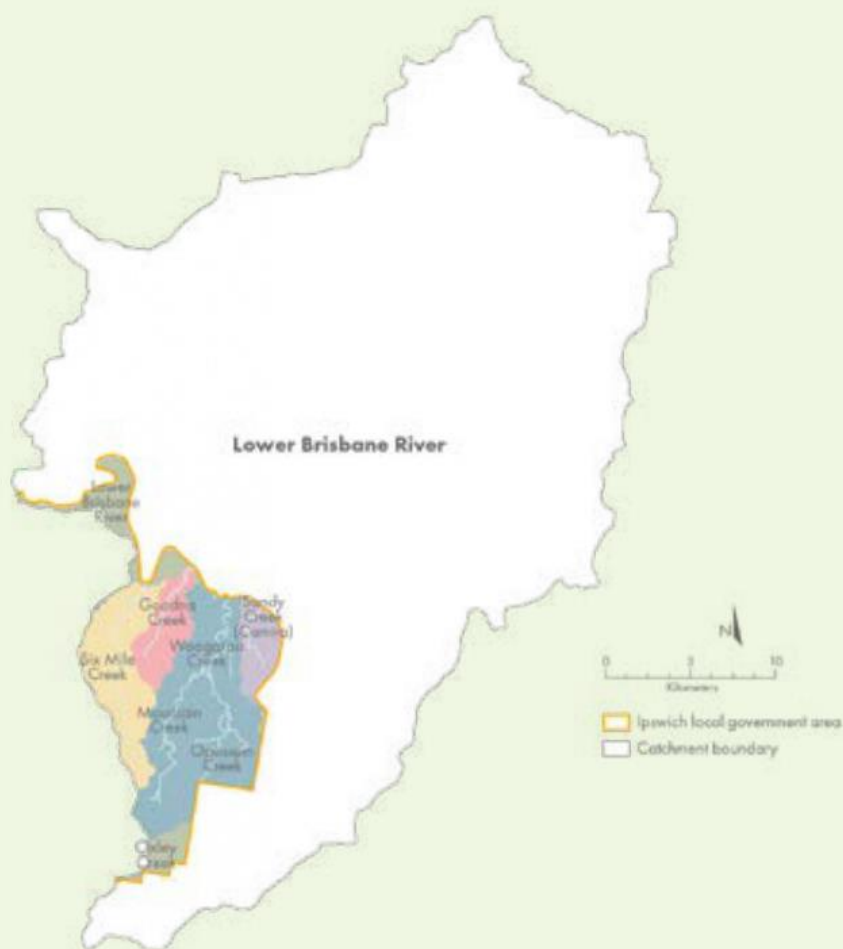 Lower Brisbane River
Lower
Brisbane
River
Goodna
Creek
Sandy
Creek
(Camira)
Woogaroo
Creek
Six Mile
Creek
Mountain
Creek
Opossum
Creek
Oxley
Creek
N
0
5
10
Kilometers
Ipswich local government area
Catchment boundary